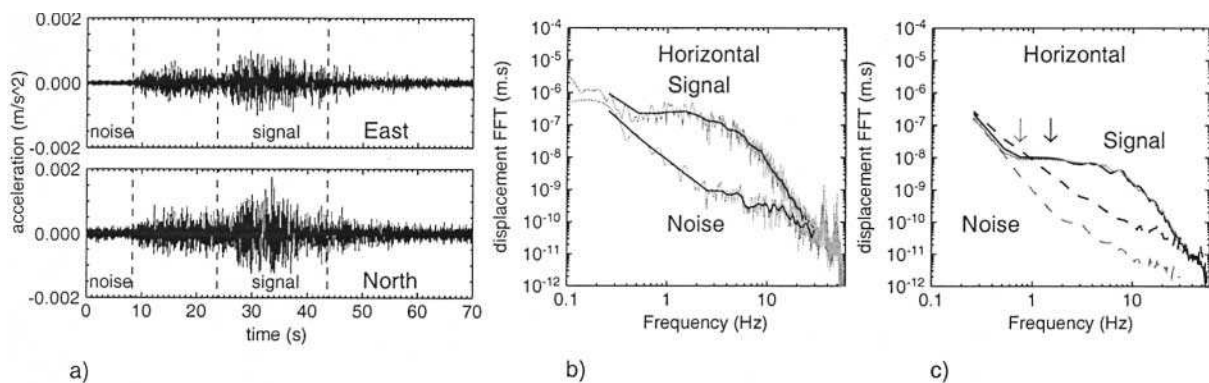 0.002
0.000
noise
signal
East
-0.002
0.002
0.000
noise
signal
North
-0.002
acceleration (m/s^2)
0 10 20 30 40 50 60 70
time (s)
a)
10-4
10-5
10-6
10-7
10-8
10-9
10-10
10-11
10-12
displacement FFT (m.s)
Horizontal
Signal
Noise
0.1 1 10
Frequency (Hz)
b)
10-4
10-5
10-6
10-7
10-8
10-9
10-10
10-11
10-12
displacement FFT (m.s)
Horizontal
Signal
Noise
0.1 1 10
Frequency (Hz)
c)